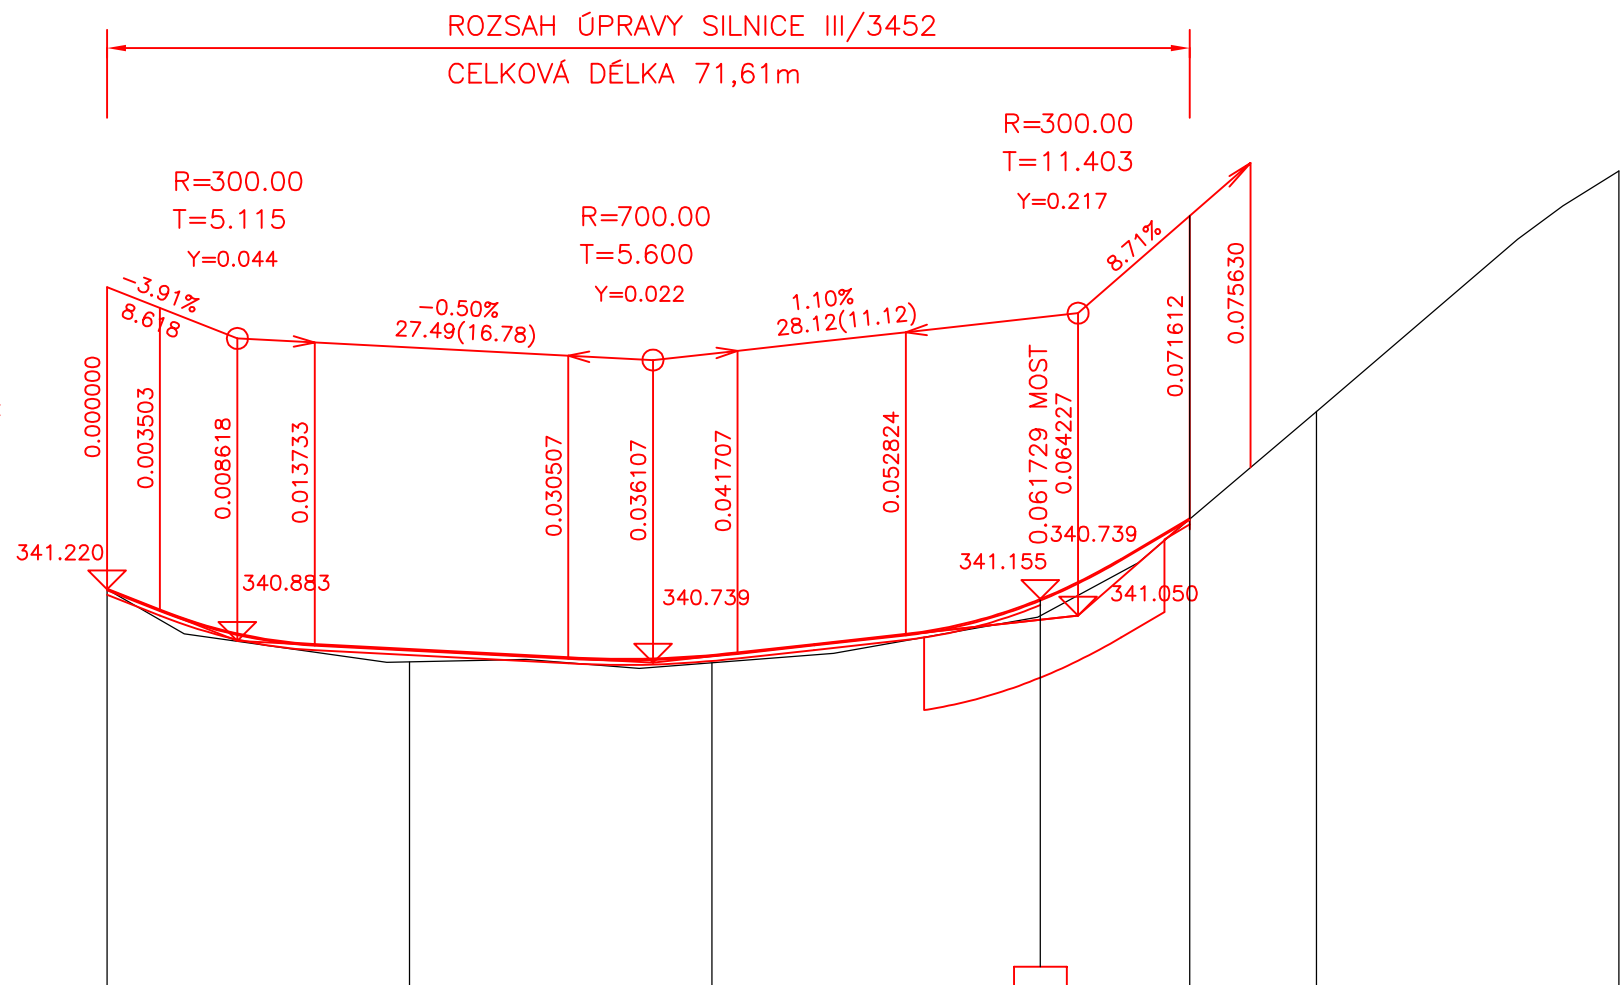 ROZSAH ÚPRAVY SILNICE III/3452
CELKOVÁ DÉLKA 71,61m
R=300.00
T=5.115
Y=0.044
R=700.00
T=5.600
Y=0.022
R=300.00
T=11.403
Y=0.217
-3.91%
8.618
-0.50%
27.49(16.78)
1.10%
28.12(11.12)
8.71%
0.000000
0.003503
0.008618
0.013733
0.030507
0.036107
0.041707
0.052824
0.061729 MOST
0.064227
0.071612
0.075630
341.220
340.883
340.739
341.155
340.739
341.050